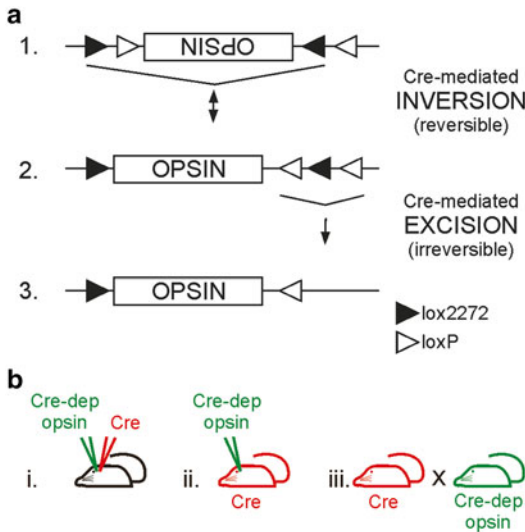 a
1. OPSIN
Cre-mediated
INVERSION
(reversible)
2. OPSIN
Cre-mediated
EXCISION
(irreversible)
3. OPSIN
lox2272
loxP
b
Cre-dep
opsin
Cre
Cre-dep
opsin
i. ii. iii. X
Cre
Cre
Cre-dep
opsin